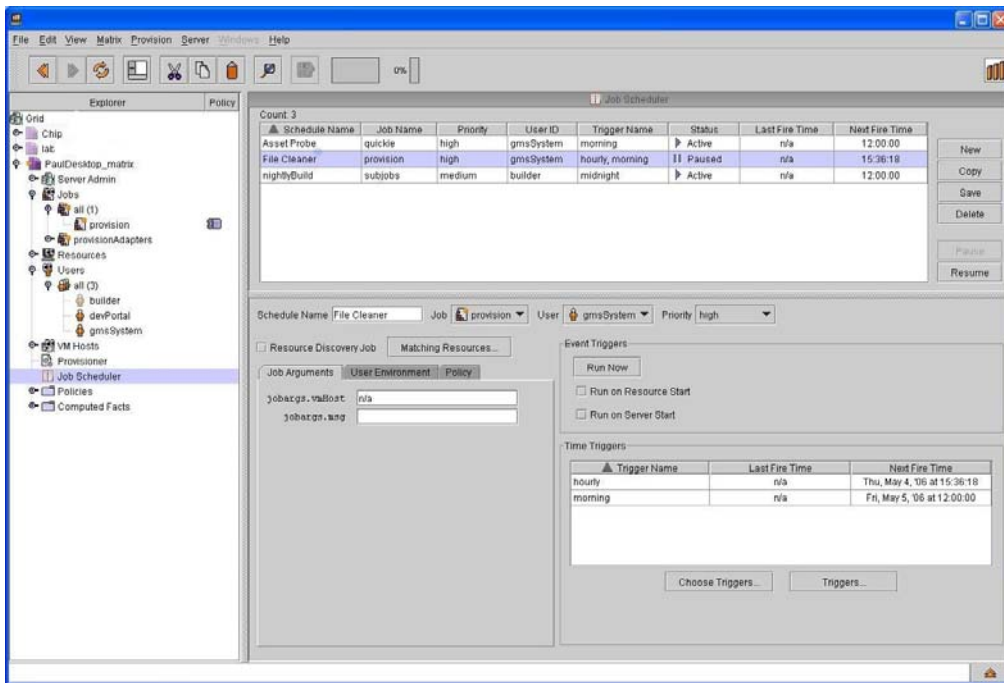 File Edit View Matrix Provision Server Windows Help
0%
Explorer Policy
Grid
Chip
lab
PaulDesktop_matrix
Server Admin
Jobs
all (1)
provision
provisionAdapters
Resources
Users
all (3)
builder
devPortal
gmsSystem
VM Hosts
Provisioner
Job Scheduler
Policies
Computed Facts
Job Scheduler
Count: 3
Schedule Name Job Name Priority User ID Trigger Name Status Last Fire Time Next Fire Time
Asset Probe quickie high gmsSystem morning Active n/a 12:00:00
File Cleaner provision high gmsSystem hourly, morning Paused n/a 15:36:18
nightlyBuild subjobs medium builder midnight Active n/a 12:00:00
New
Copy
Save
Delete
Pause
Resume
Schedule Name File Cleaner Job provision User gmsSystem Priority high
Resource Discovery Job Matching Resources...
Job Arguments User Environment Policy
jobargs.vmHost n/a
jobargs.msg
Event Triggers
Run Now
Run on Resource Start
Run on Server Start
Time Triggers
Trigger Name Last Fire Time Next Fire Time
hourly n/a Thu, May 4, '06 at 15:36:18
morning n/a Fri, May 5, '06 at 12:00:00
Choose Triggers... Triggers...